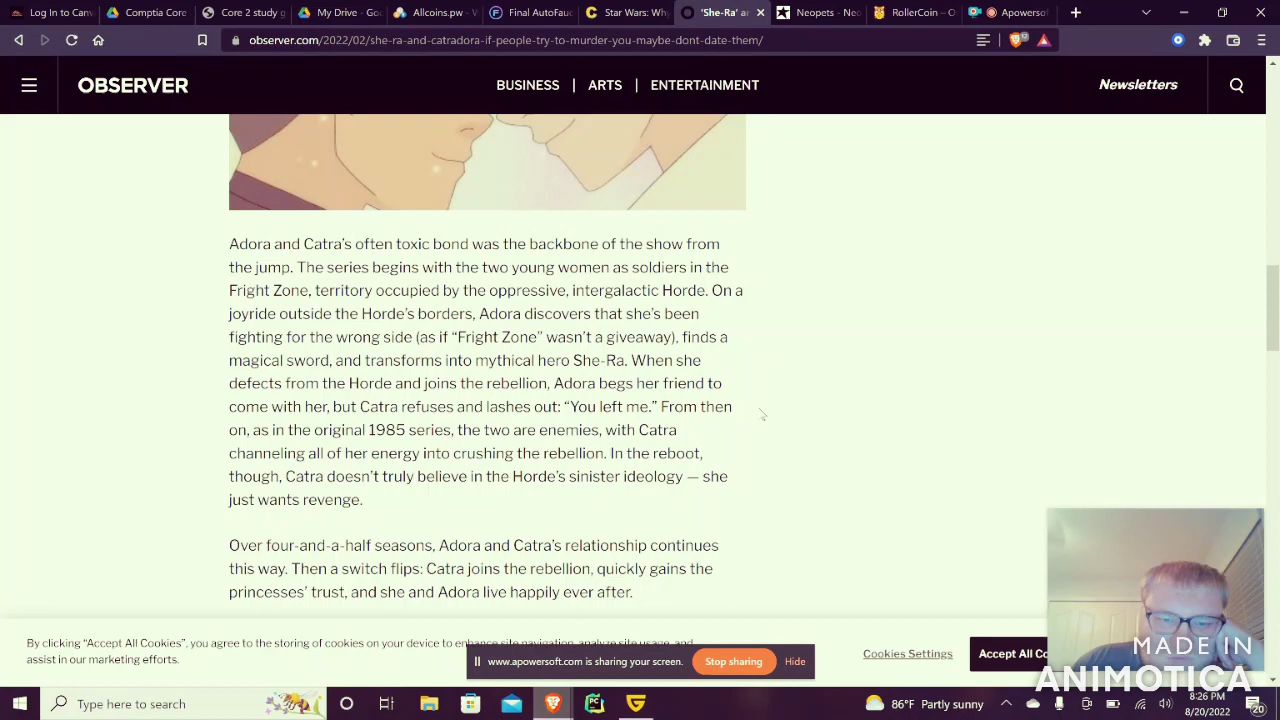 Log In to Canv
Comptia Core
Core 2 study g
My Drive - Goo
Allcoins.pw - V
Final AutoFauc
Star Wars: Why
'She-Ra' ar
Neopets - Neo
RollerCoin – O
Apowersof
observer.com/2022/02/she-ra-and-catradora-if-people-try-to-murder-you-maybe-dont-date-them/
OBSERVER
BUSINESS | ARTS | ENTERTAINMENT
Newsletters
Adora and Catra's often toxic bond was the backbone of the show from
the jump. The series begins with the two young women as soldiers in the
Fright Zone, territory occupied by the oppressive, intergalactic Horde. On a
joyride outside the Horde's borders, Adora discovers that she's been
fighting for the wrong side (as if “Fright Zone” wasn't a giveaway), finds a
magical sword, and transforms into mythical hero She-Ra. When she
defects from the Horde and joins the rebellion, Adora begs her friend to
come with her, but Catra refuses and lashes out: “You left me.” From then
on, as in the original 1985 series, the two are enemies, with Catra
channeling all of her energy into crushing the rebellion. In the reboot,
though, Catra doesn't truly believe in the Horde's sinister ideology — she
just wants revenge.
Over four-and-a-half seasons, Adora and Catra's relationship continues
this way. Then a switch flips: Catra joins the rebellion, quickly gains the
princesses' trust, and she and Adora live happily ever after.
By clicking “Accept All Cookies”, you agree to the storing of cookies on your device to enhance site navigation, analyze site usage, and
assist in our marketing efforts.
www.apowersoft.com is sharing your screen.
Stop sharing
Hide
Cookies Settings
Accept All Co
MADE IN
ANIMOTICA
Type here to search
86°F Partly sunny
8:26 PM
8/20/2022
20